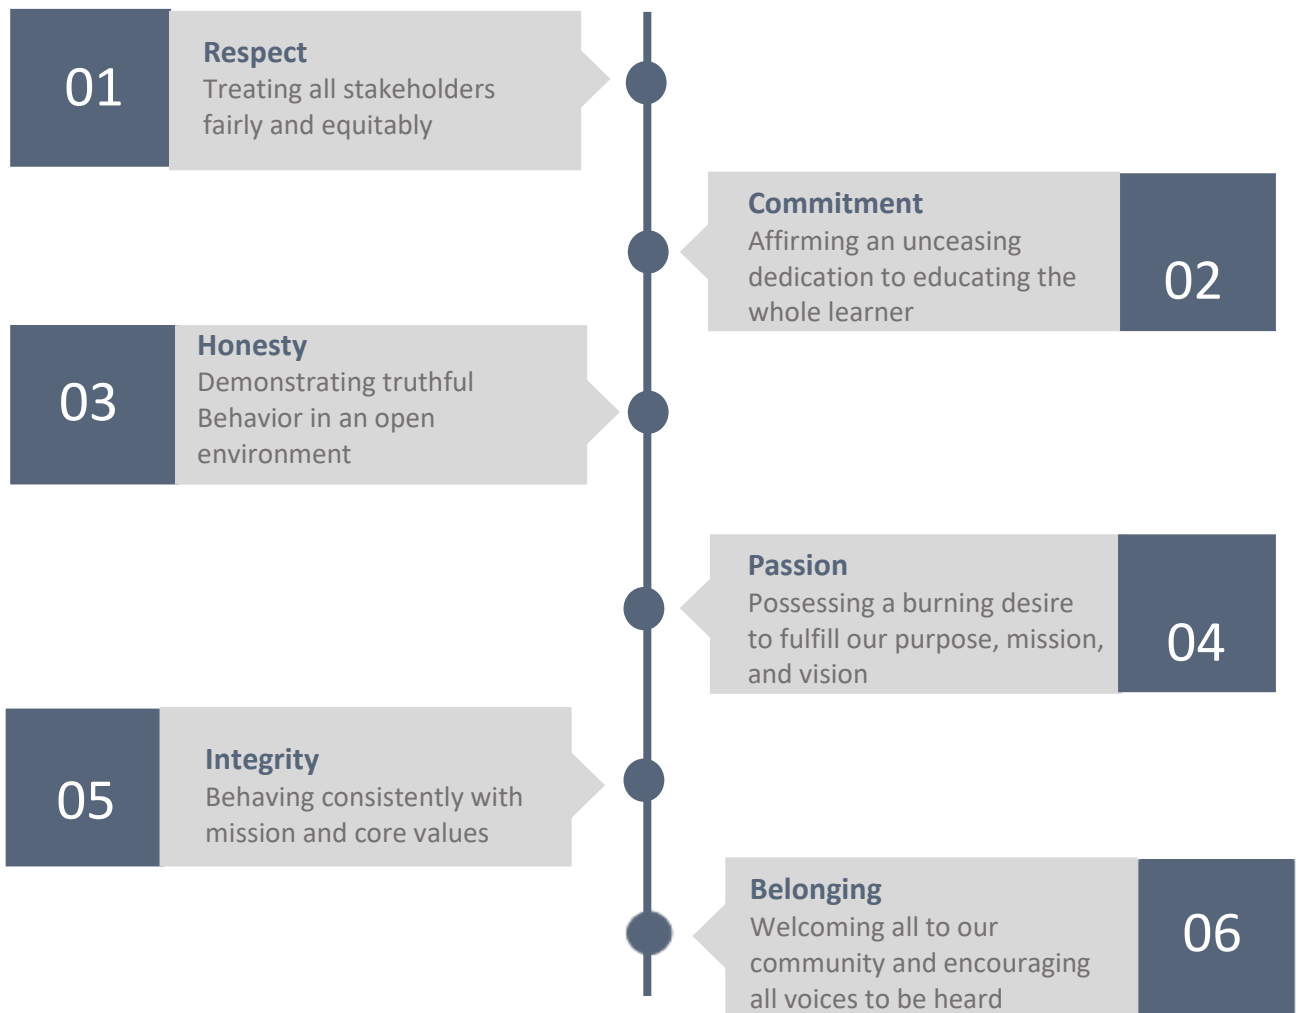 01
Respect
Treating all stakeholders
fairly and equitably
Commitment
Affirming an unceasing
dedication to educating the
whole learner
02
03
Honesty
Demonstrating truthful
Behavior in an open
environment
Passion
Possessing a burning desire
to fulfill our purpose, mission,
and vision
04
05
Integrity
Behaving consistently with
mission and core values
Belonging
Welcoming all to our
community and encouraging
all voices to be heard
06